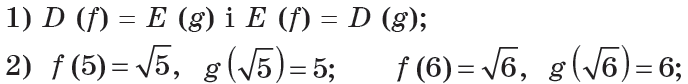 1) D (f) = E (g) і E (f) = D (g);
2) f (5) = √5, g (√5) = 5; f (6) = √6, g (√6) = 6;